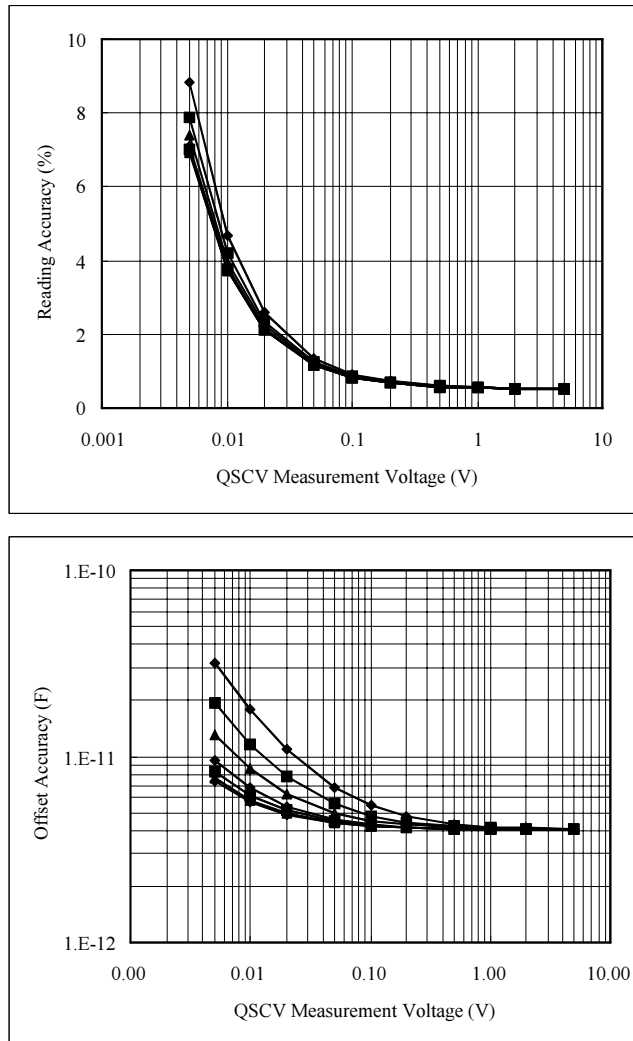 10
8
6
4
2
0
Reading Accuracy (%)
0.001 0.01 0.1 1 10
QSCV Measurement Voltage (V)
1.E-10
1.E-11
1.E-12
Offset Accuracy (F)
0.00 0.01 0.10 1.00 10.00
QSCV Measurement Voltage (V)